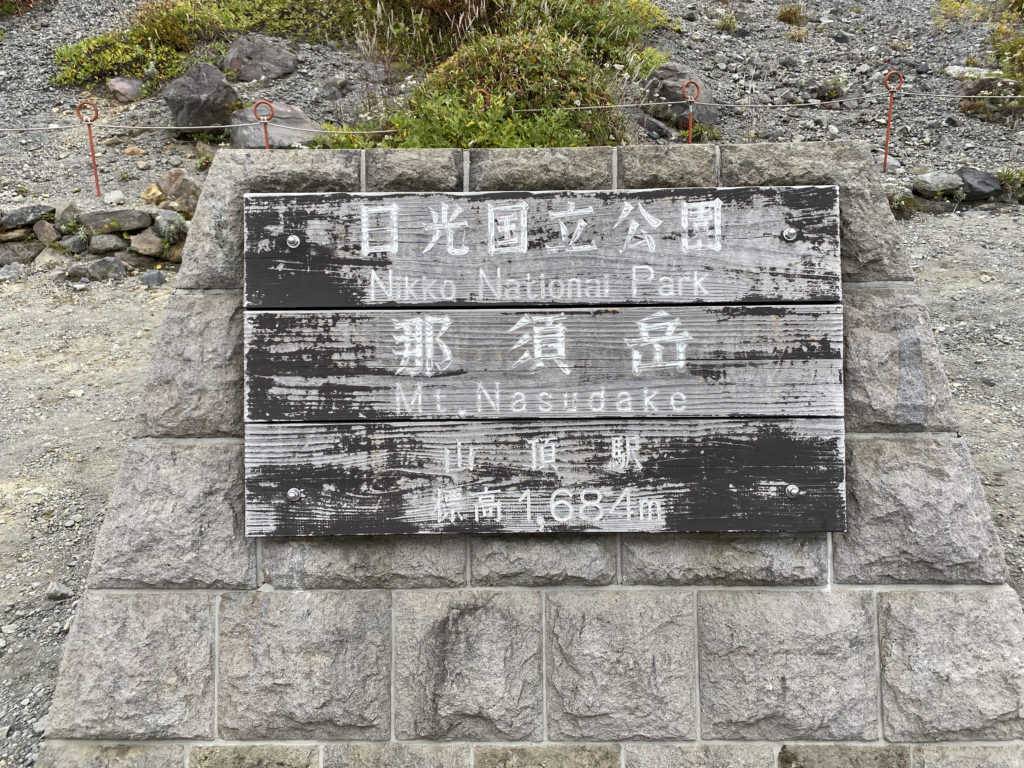 日光国立公園
Nikko National Park
那須岳
Mt. Nasudake
山頂駅
標高1,684m